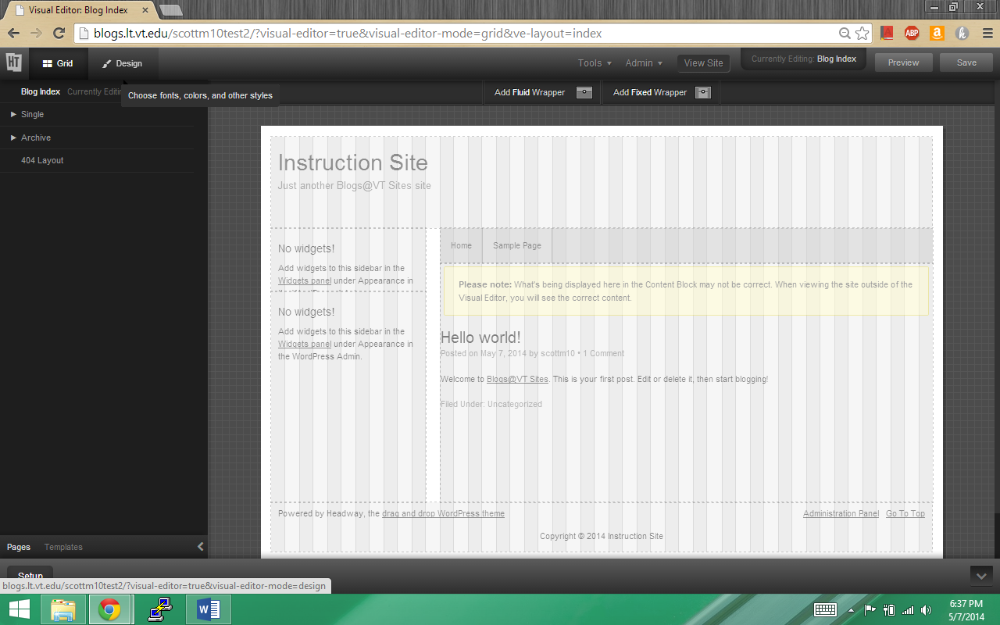 Visual Editor: Blog Index
blogs.lt.vt.edu/scottm10test2/?visual-editor=true&visual-editor-mode=grid&ve-layout=index
ABP
HT
Grid
Design
Tools
Admin
View Site
Currently Editing: Blog Index
Preview
Save
Blog Index
Currently Editin
Choose fonts, colors, and other styles
Add Fluid Wrapper
Add Fixed Wrapper
Single
Archive
404 Layout
Instruction Site
Just another Blogs@VT Sites site
No widgets!
Add widgets to this sidebar in the
Widgets panel under Appearance in
No widgets!
Add widgets to this sidebar in the
Widgets panel under Appearance in
the WordPress Admin.
Home
Sample Page
Please note: What's being displayed here in the Content Block may not be correct. When viewing the site outside of the
Visual Editor, you will see the correct content.
Hello world!
Posted on May 7, 2014 by scottm10 • 1 Comment
Welcome to Blogs@VT Sites. This is your first post. Edit or delete it, then start blogging!
Filed Under: Uncategorized
Powered by Headway, the drag and drop WordPress theme
Administration Panel
Go To Top
Copyright © 2014 Instruction Site
Pages
Templates
Setup
blogs.lt.vt.edu/scottm10test2/?visual-editor=true&visual-editor-mode=design
6:37 PM
5/7/2014